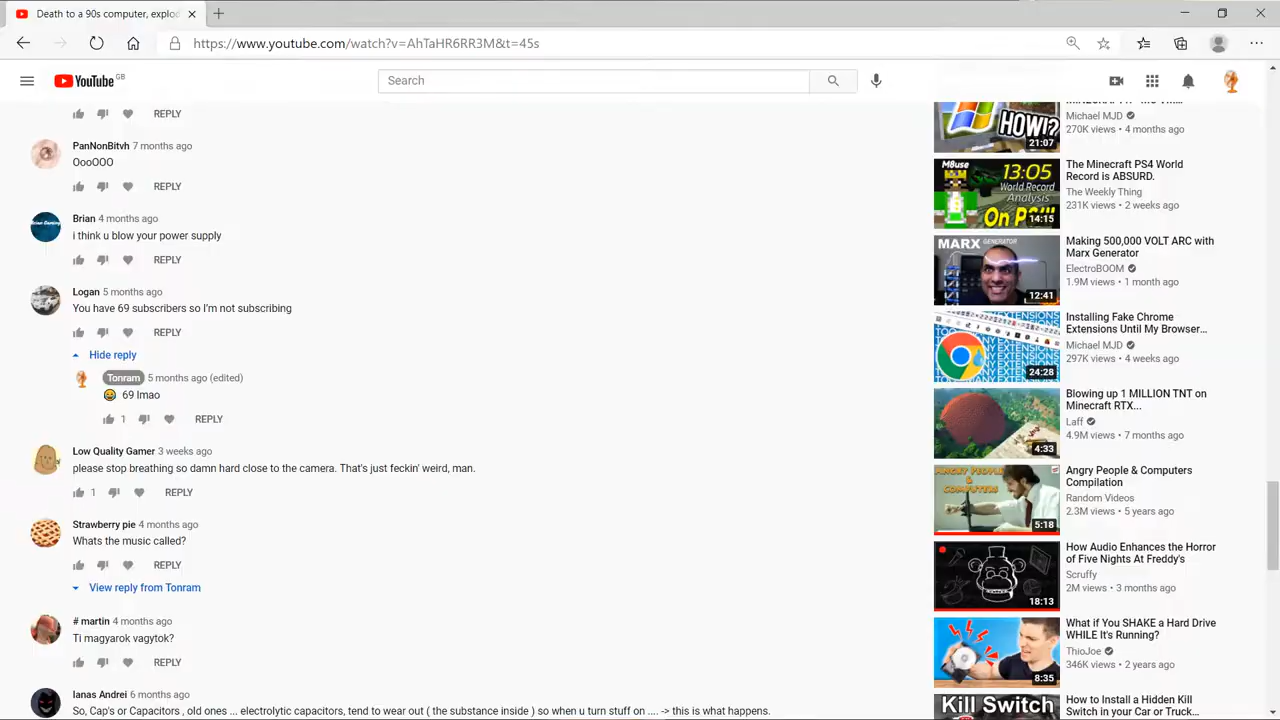 Death to a 90s computer, explod
https://www.youtube.com/watch?v=AhTaHR6RR3M&t=45s
YouTube GB
Search
REPLY
PanNonBitvh 7 months ago
OooOOO
REPLY
Brian 4 months ago
i think u blow your power supply
REPLY
Logan 5 months ago
You have 69 subscribers so I'm not subscribing
REPLY
Hide reply
Tonram 5 months ago (edited)
😂 69 lmao
1 REPLY
Low Quality Gamer 3 weeks ago
please stop breathing so damn hard close to the camera. That's just feckin' weird, man.
1 REPLY
Strawberry pie 4 months ago
Whats the music called?
REPLY
View reply from Tonram
# martin 4 months ago
Ti magyarok vagytok?
REPLY
Ianas Andrei 6 months ago
So, Cap's or Capacitors , old ones ... electrolytic capacitors tend to wear out ( the substance inside ) so when u turn stuff on .... -> this is what happens.
HOW!?
21:07
Michael MJD
270K views • 4 months ago
M8use
13:05
World Record
Analysis
On PS4!!
14:15
The Minecraft PS4 World
Record is ABSURD.
The Weekly Thing
231K views • 2 weeks ago
MARX GENERATOR
12:41
Making 500,000 VOLT ARC with
Marx Generator
ElectroBOOM
1.9M views • 1 month ago
24:28
Installing Fake Chrome
Extensions Until My Browser...
Michael MJD
297K views • 4 weeks ago
4:33
Blowing up 1 MILLION TNT on
Minecraft RTX...
Laff
4.9M views • 7 months ago
ANGRY PEOPLE
&
COMPUTERS
5:18
Angry People & Computers
Compilation
Random Videos
2.3M views • 5 years ago
18:13
How Audio Enhances the Horror
of Five Nights At Freddy's
Scruffy
2M views • 3 months ago
8:35
What if You SHAKE a Hard Drive
WHILE It's Running?
ThioJoe
346K views • 2 years ago
Kill Switch
How to Install a Hidden Kill
Switch in your Car or Truck...